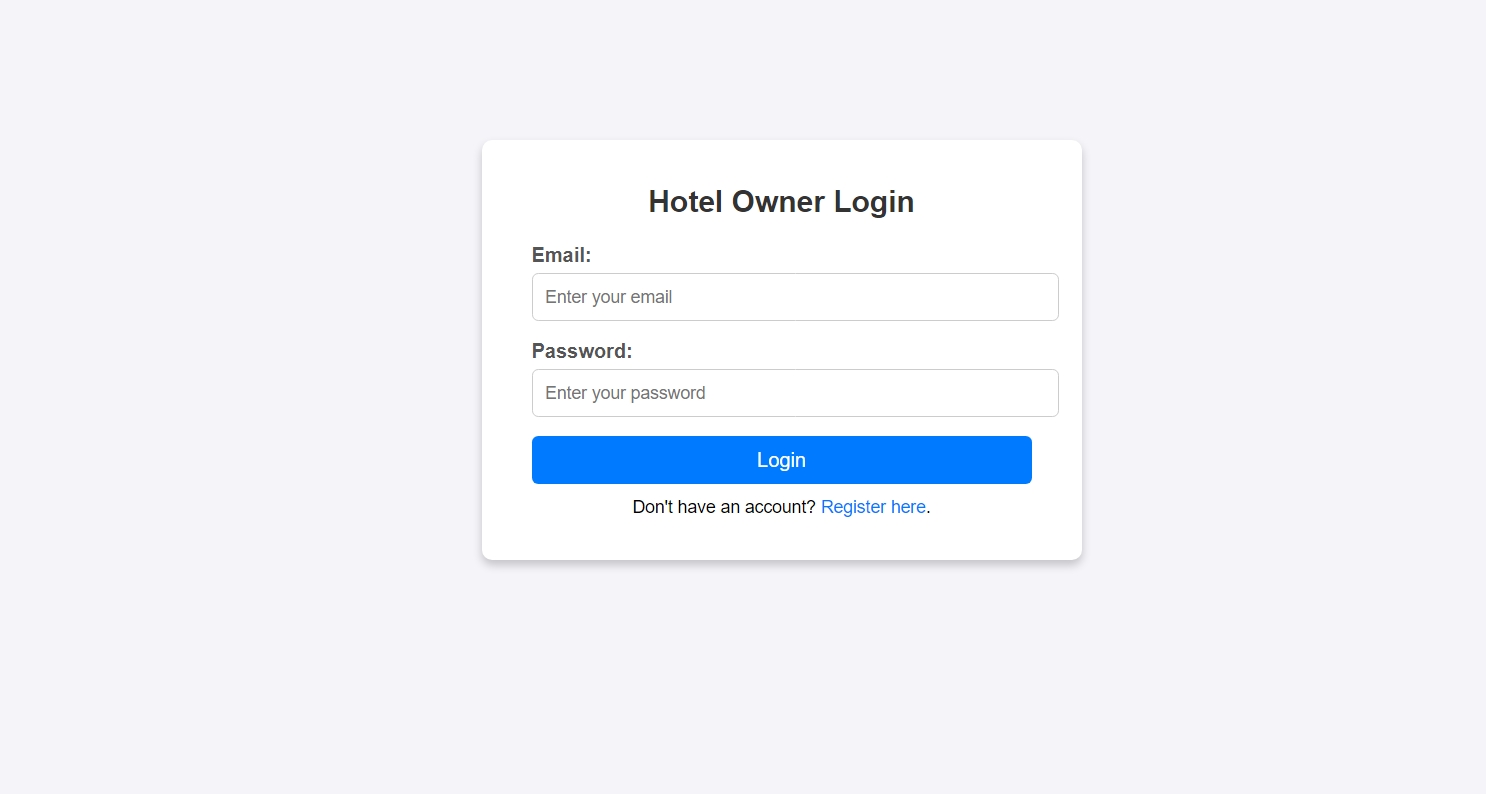 Hotel Owner Login
Email:
Enter your email
Password:
Enter your password
Login
Don't have an account? Register here.